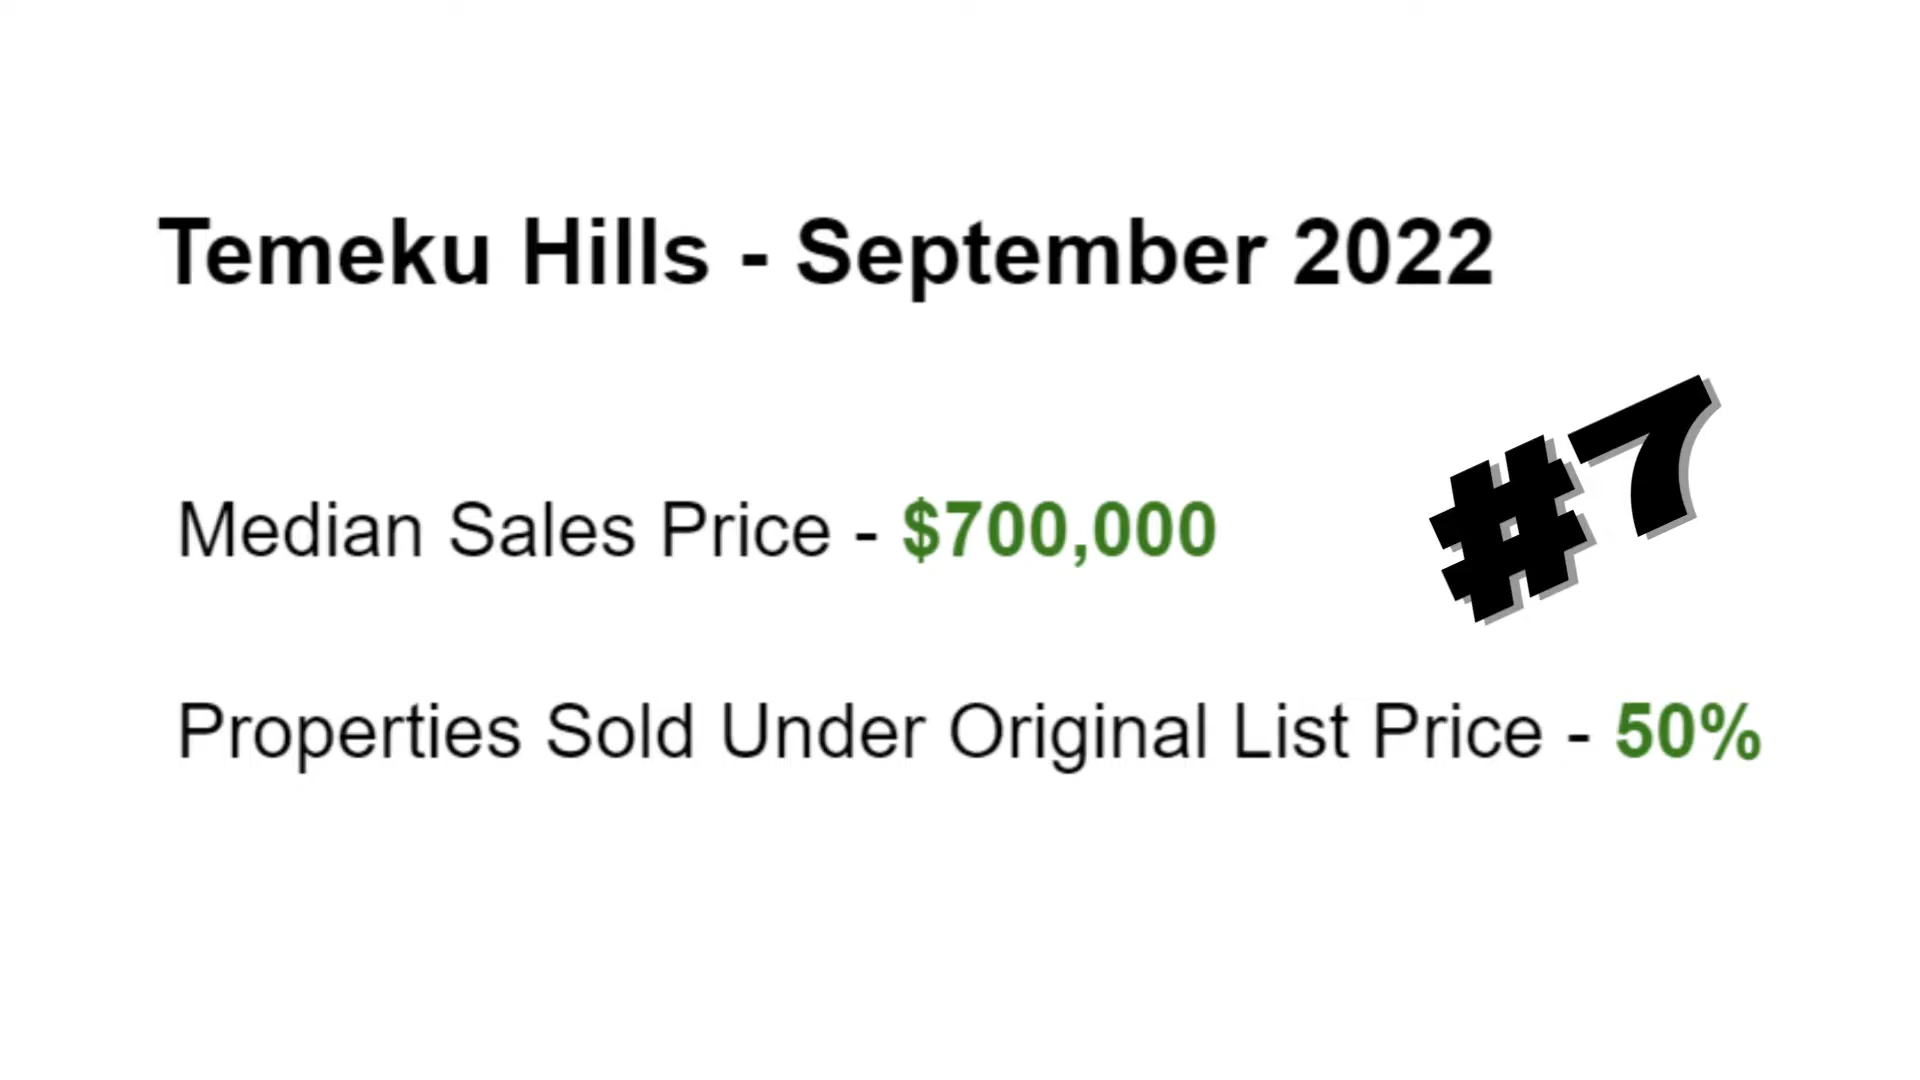 Temeku Hills - September 2022
#7
Median Sales Price - $700,000
Properties Sold Under Original List Price - 50%